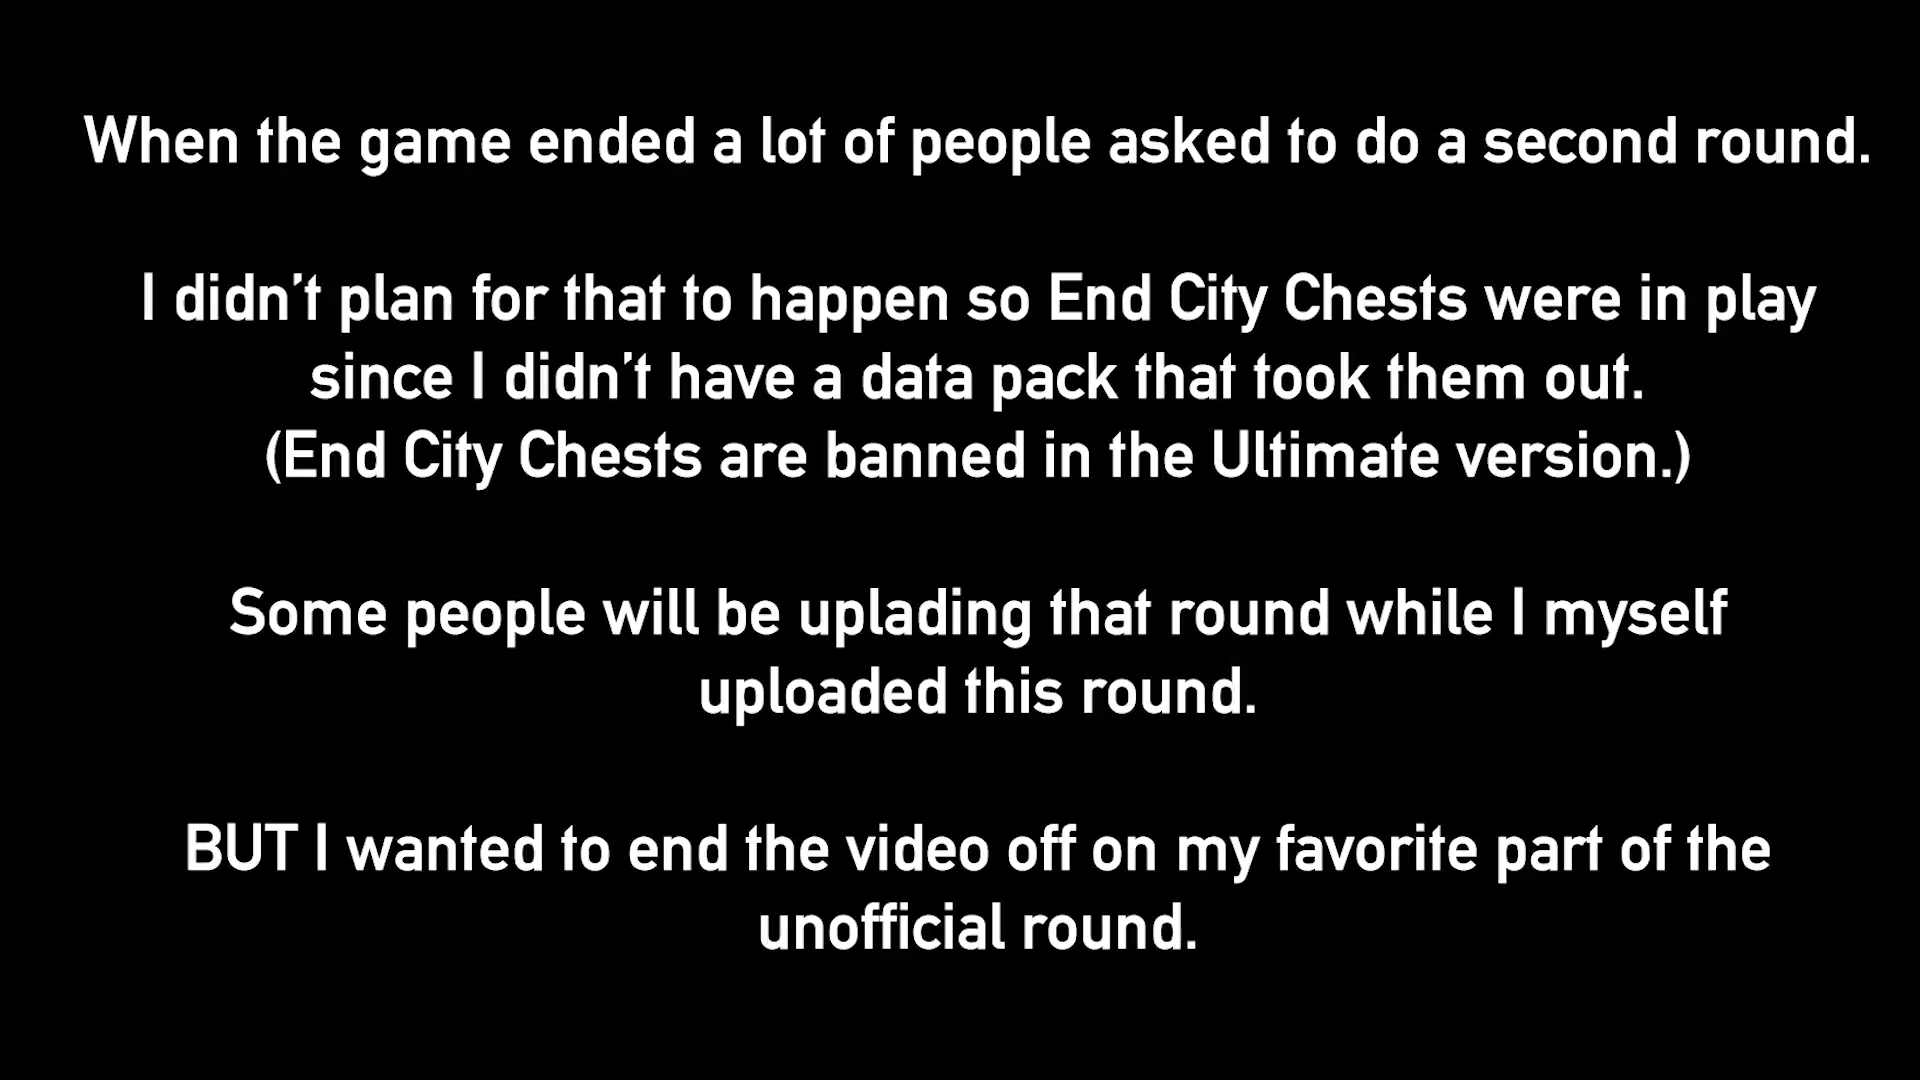 When the game ended a lot of people asked to do a second round.
I didn’t plan for that to happen so End City Chests were in play
since I didn’t have a data pack that took them out.
(End City Chests are banned in the Ultimate version.)
Some people will be uplading that round while I myself
uploaded this round.
BUT I wanted to end the video off on my favorite part of the
unofficial round.